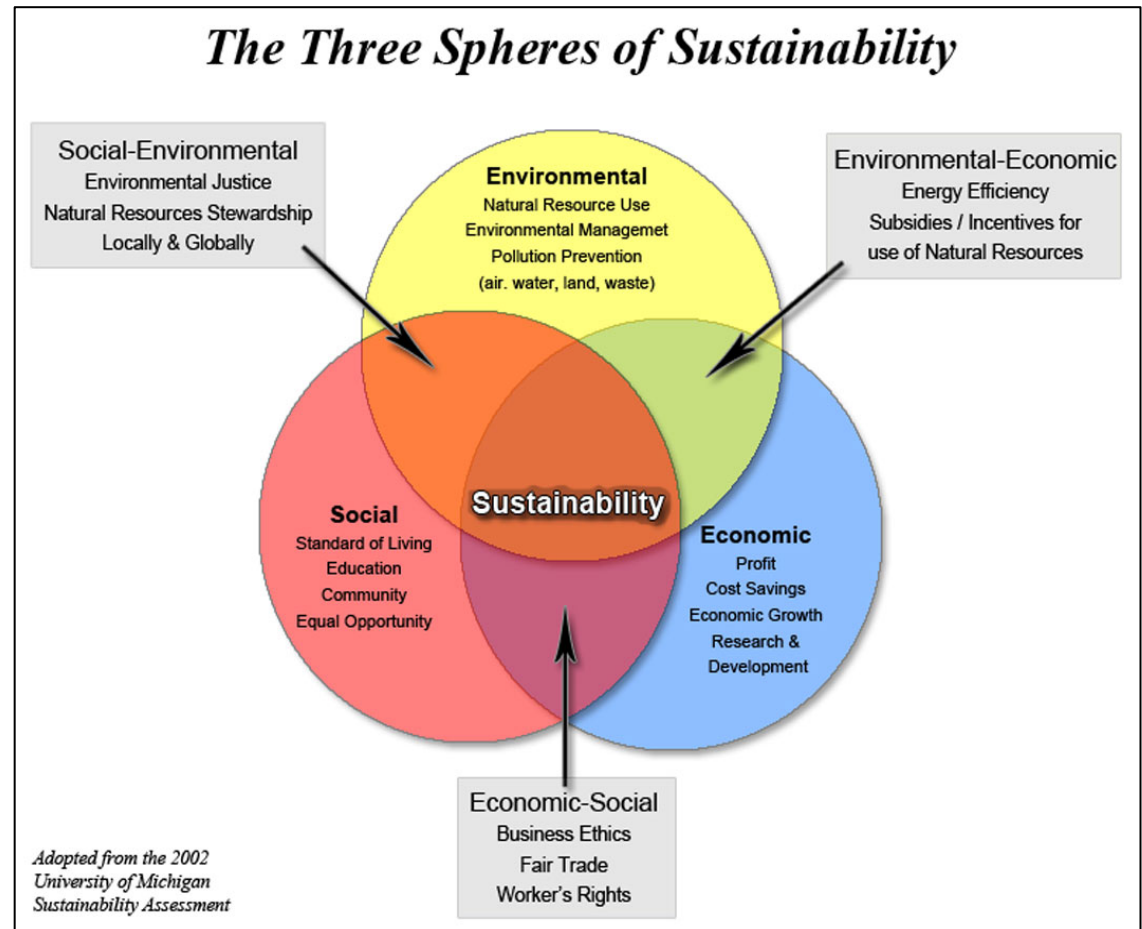 The Three Spheres of Sustainability
Social-Environmental
Environmental Justice
Natural Resources Stewardship
Locally & Globally
Environmental
Natural Resource Use
Environmental Managemet
Pollution Prevention
(air. water, land, waste)
Environmental-Economic
Energy Efficiency
Subsidies / Incentives for
use of Natural Resources
Sustainability
Social
Standard of Living
Education
Community
Equal Opportunity
Economic
Profit
Cost Savings
Economic Growth
Research &
Development
Economic-Social
Business Ethics
Fair Trade
Worker's Rights
Adopted from the 2002
University of Michigan
Sustainability Assessment